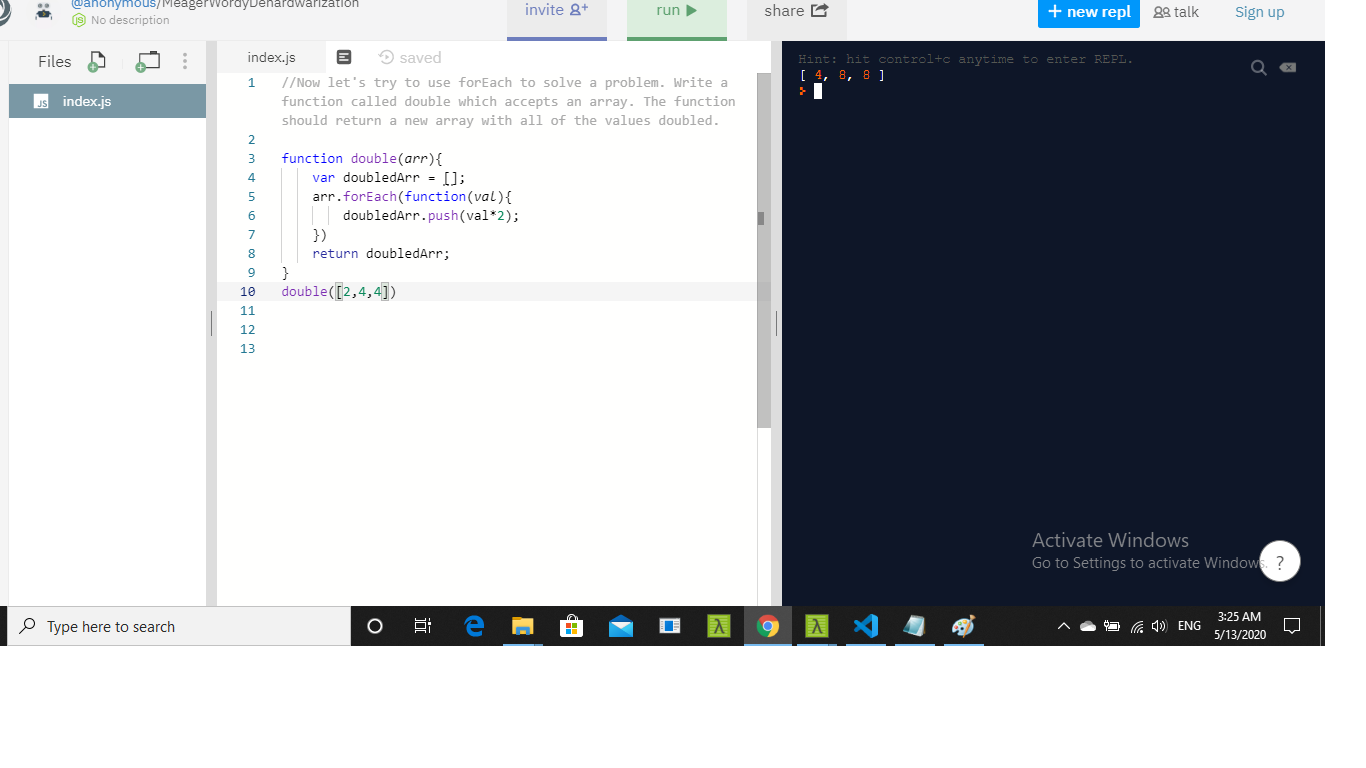 @anonymous/MeagerWordyDehardwarization
No description
invite
run
share
+ new repl
talk
Sign up
Files
index.js
saved
Hint: hit control+c anytime to enter REPL.
[ 4, 8, 8 ]
index.js
1 //Now let's try to use forEach to solve a problem. Write a
function called double which accepts an array. The function
should return a new array with all of the values doubled.
2
3 function double(arr){
4 var doubledArr = [];
5 arr.forEach(function(val){
6 doubledArr.push(val*2);
7 })
8 return doubledArr;
9 }
10 double([2,4,4])
11
12
13
Activate Windows
Go to Settings to activate Windows.
?
Type here to search
ENG
3:25 AM
5/13/2020